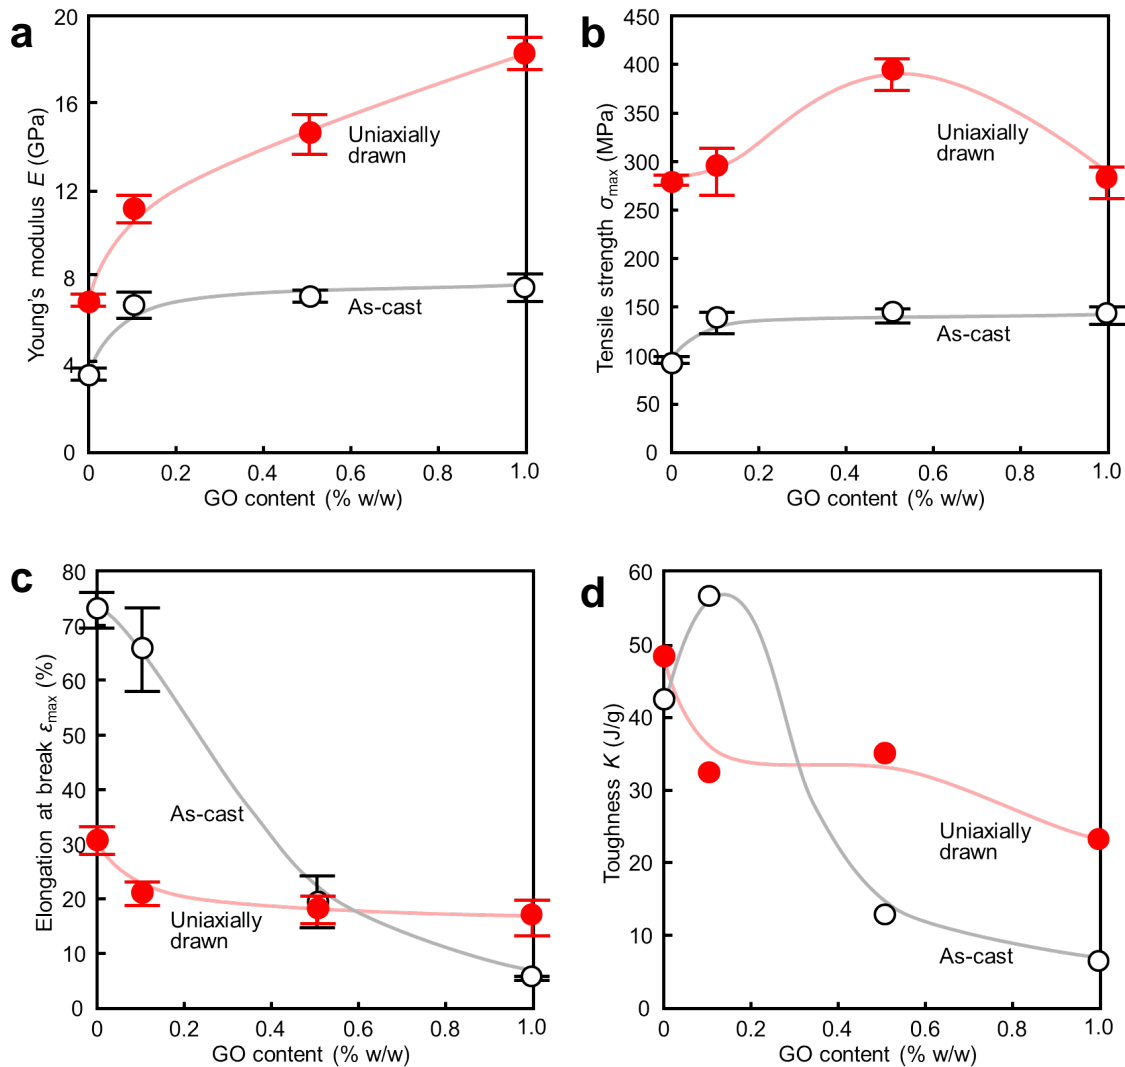 a
20
16
12
8
4
0
Young's modulus E (GPa)
Uniaxially
drawn
As-cast
0 0.2 0.4 0.6 0.8 1.0
GO content (% w/w)
b
450
400
350
300
250
200
150
100
50
0
Tensile strength σmax (MPa)
Uniaxially
drawn
As-cast
0 0.2 0.4 0.6 0.8 1.0
GO content (% w/w)
c
80
70
60
50
40
30
20
10
0
Elongation at break εmax (%)
As-cast
Uniaxially
drawn
0 0.2 0.4 0.6 0.8 1.0
GO content (% w/w)
d
60
50
40
30
20
10
0
Toughness K (J/g)
Uniaxially
drawn
As-cast
0 0.2 0.4 0.6 0.8 1.0
GO content (% w/w)